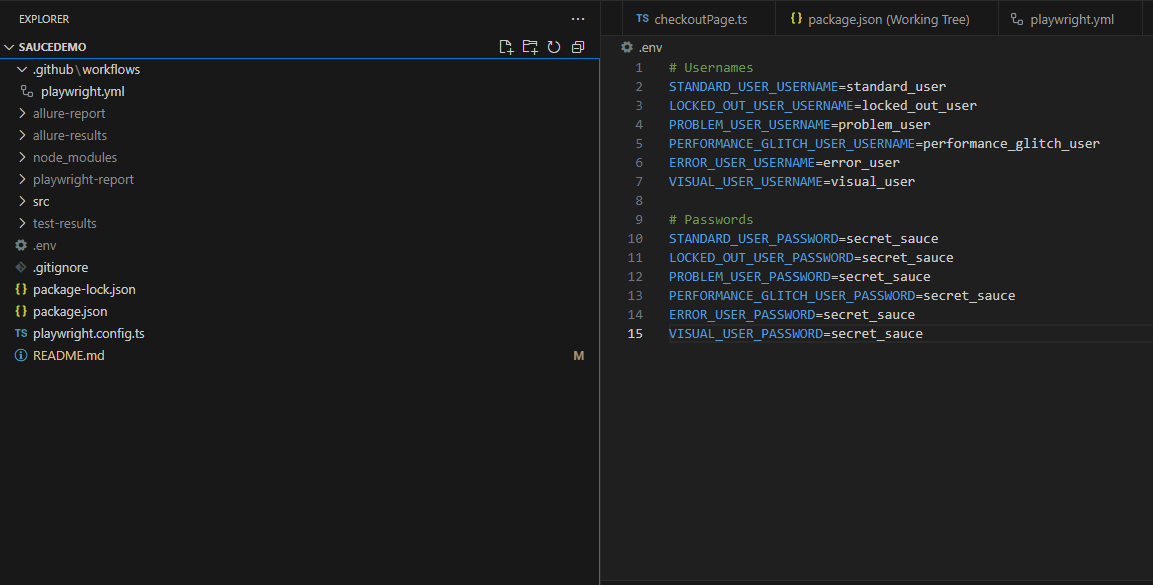 EXPLORER
SAUCEDEMO
.github\workflows
playwright.yml
allure-report
allure-results
node_modules
playwright-report
src
test-results
.env
.gitignore
{} package-lock.json
{} package.json
TS playwright.config.ts
README.md M
TS checkoutPage.ts
{} package.json (Working Tree)
playwright.yml
.env
1 # Usernames
2 STANDARD_USER_USERNAME=standard_user
3 LOCKED_OUT_USER_USERNAME=locked_out_user
4 PROBLEM_USER_USERNAME=problem_user
5 PERFORMANCE_GLITCH_USER_USERNAME=performance_glitch_user
6 ERROR_USER_USERNAME=error_user
7 VISUAL_USER_USERNAME=visual_user
8
9 # Passwords
10 STANDARD_USER_PASSWORD=secret_sauce
11 LOCKED_OUT_USER_PASSWORD=secret_sauce
12 PROBLEM_USER_PASSWORD=secret_sauce
13 PERFORMANCE_GLITCH_USER_PASSWORD=secret_sauce
14 ERROR_USER_PASSWORD=secret_sauce
15 VISUAL_USER_PASSWORD=secret_sauce